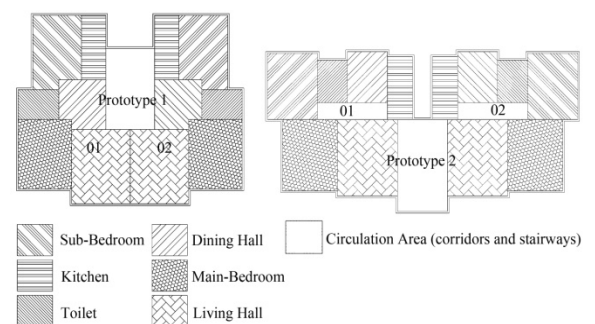 Prototype 1
01 02
01 02
Prototype 2
Sub-Bedroom Dining Hall Circulation Area (corridors and stairways)
Kitchen Main-Bedroom
Toilet Living Hall